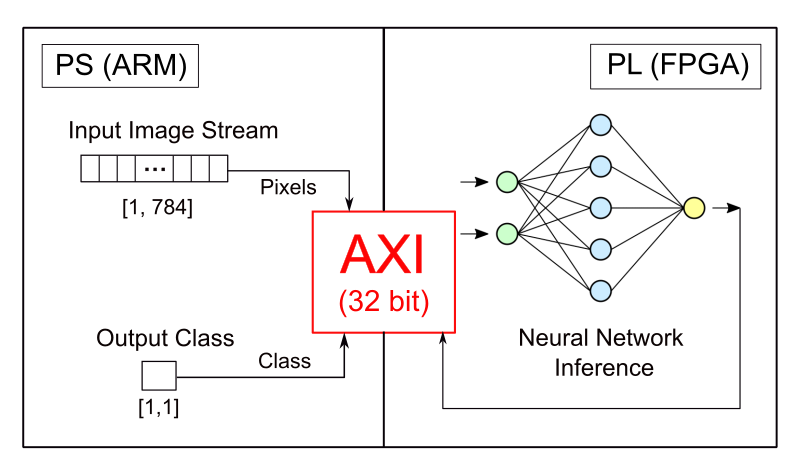 PS (ARM)
PL (FPGA)
Input Image Stream
...
Pixels
[1, 784]
AXI
(32 bit)
Output Class
Class
[1,1]
Neural Network
Inference